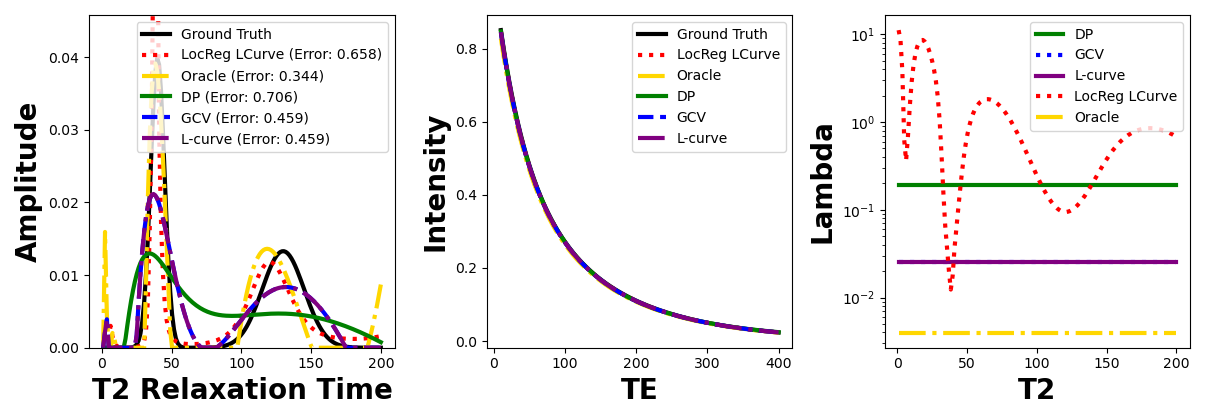 Amplitude
0.04
0.03
0.02
0.01
0.00
Ground Truth
LocReg LCurve (Error: 0.658)
Oracle (Error: 0.344)
DP (Error: 0.706)
GCV (Error: 0.459)
L-curve (Error: 0.459)
0 50 100 150 200
T2 Relaxation Time
Intensity
0.8
0.6
0.4
0.2
0.0
Ground Truth
LocReg LCurve
Oracle
DP
GCV
L-curve
0 100 200 300 400
TE
Lambda
10¹
10⁰
10⁻¹
10⁻²
DP
GCV
L-curve
LocReg LCurve
Oracle
0 50 100 150 200
T2